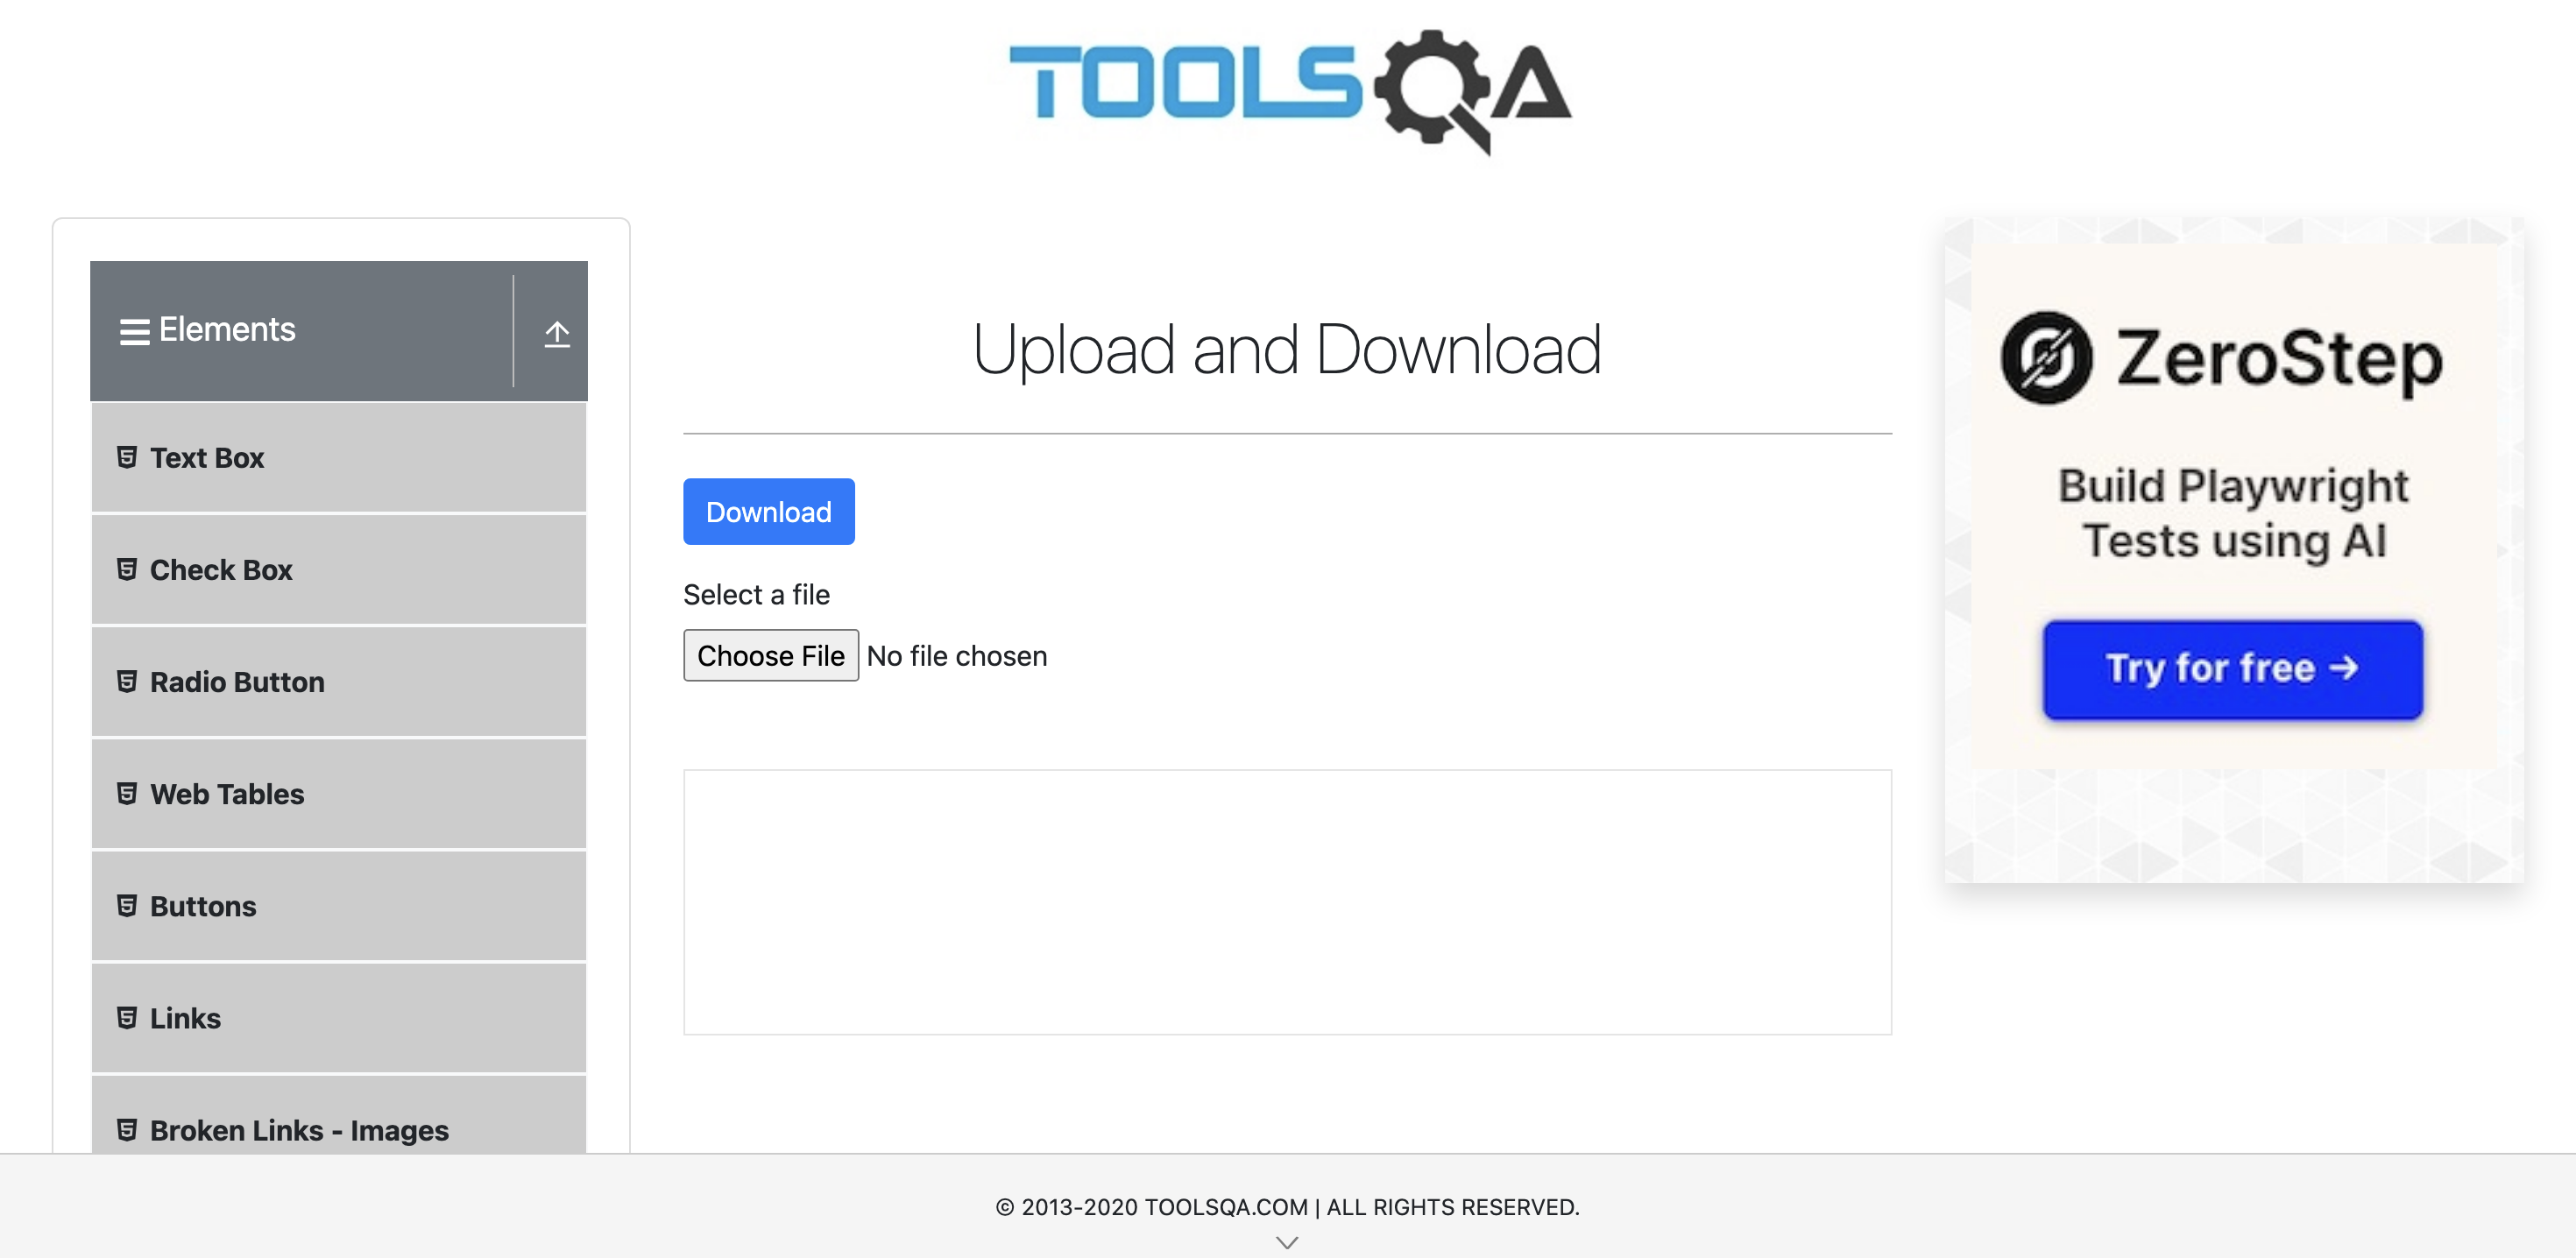 TOOLSQA
Elements
Text Box
Check Box
Radio Button
Web Tables
Buttons
Links
Broken Links - Images
Upload and Download
Download
Select a file
Choose File No file chosen
ZeroStep
Build Playwright
Tests using AI
Try for free →
© 2013-2020 TOOLSQA.COM | ALL RIGHTS RESERVED.